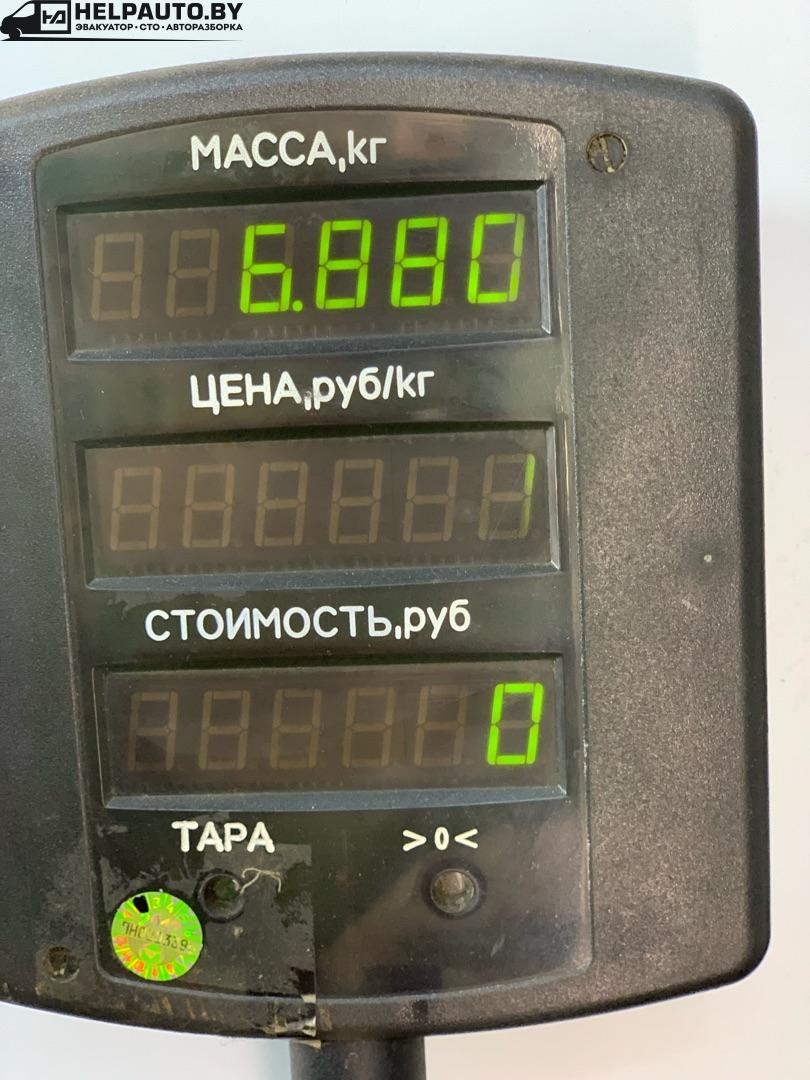 HELPAUTO.BY
ЭВАКУАТОР · СТО · АВТОРАЗБОРКА
МАССА,кг
6.880
ЦЕНА,руб/кг
1
СТОИМОСТЬ,руб
0
ТАРА >0<